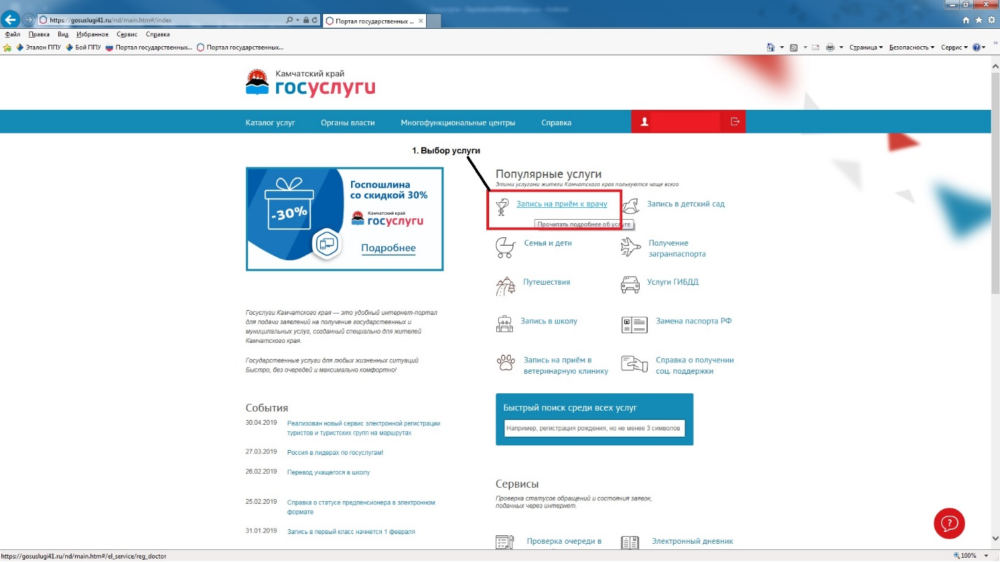 https://gosuslugi41.ru/nd/main.htm#/index
Портал государственных ...
Файл Правка Вид Избранное Сервис Справка
Эталон ППУ Бой ППУ Портал государственных... Портал государственных...
Страница Безопасность Сервис
Камчатский край
госуслуги
Каталог услуг Органы власти Многофункциональные центры Справка
1. Выбор услуги
Госпошлина
со скидкой 30%
-30%
Камчатский край
госуслуги
Подробнее
Популярные услуги
Этими услугами жители Камчатского края пользуются чаще всего
Запись на приём к врачу
Запись в детский сад
Прочитать подробнее об услуге
Семья и дети
Получение
загранпаспорта
Путешествия
Услуги ГИБДД
Запись в школу
Замена паспорта РФ
Запись на приём в
ветеринарную клинику
Справка о получении
соц. поддержки
Госуслуги Камчатского края — это удобный интернет-портал
для подачи заявлений на получение государственных и
муниципальных услуг, созданный специально для жителей
Камчатского края.
Государственные услуги для любых жизненных ситуаций.
Быстро, без очередей и максимально комфортно!
События
30.04.2019 Реализован новый сервис электронной регистрации
туристов и туристских групп на маршрутах
27.03.2019 Россия в лидерах по госуслугам!
26.02.2019 Перевод учащегося в школу
25.02.2019 Справка о статусе предпенсионера в электронном
формате
31.01.2019 Запись в первый класс начнется 1 февраля
Быстрый поиск среди всех услуг
Например, регистрация рождения, но не менее 3 символов
Сервисы
Проверка статусов обращений и состояния заявок,
поданных через интернет.
Проверка очереди в
Электронный дневник
https://gosuslugi41.ru/nd/main.htm#/el_service/reg_doctor
100%